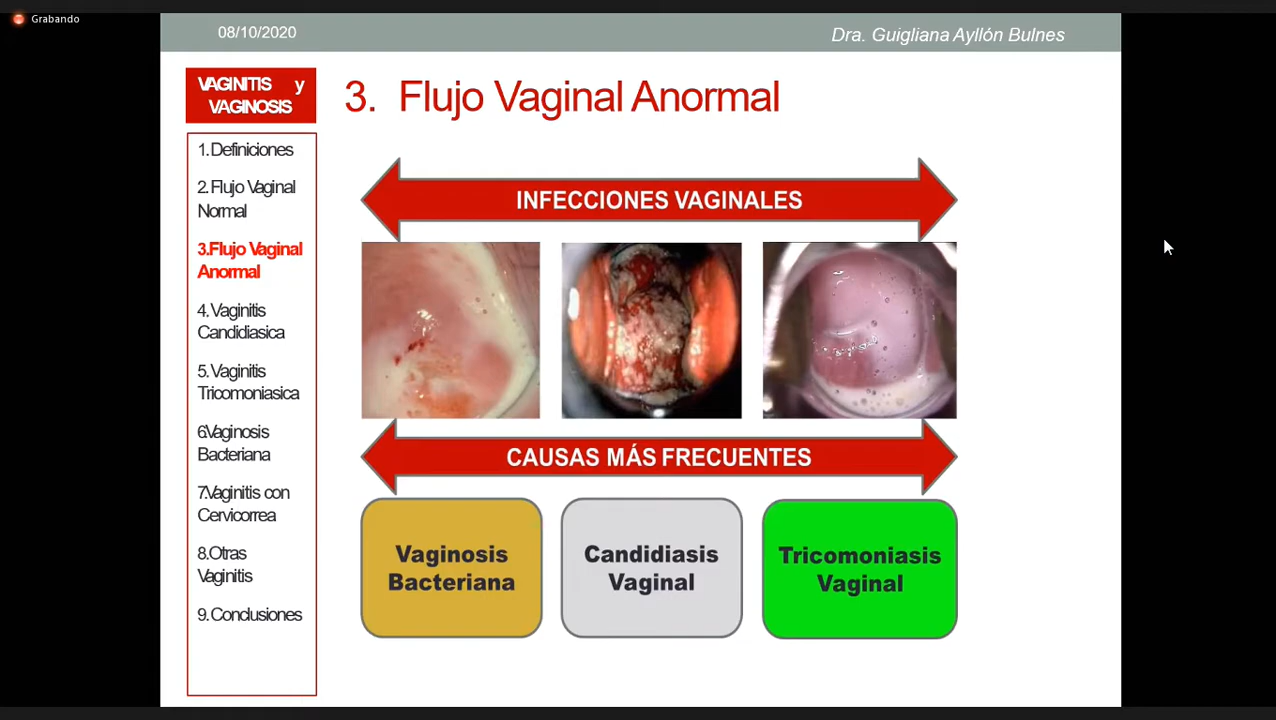 Grabando
08/10/2020
Dra. Guigliana Ayllón Bulnes
VAGINITIS y
VAGINOSIS
1.Definiciones
2.Flujo Vaginal
Normal
3.Flujo Vaginal
Anormal
4.Vaginitis
Candidiasica
5.Vaginitis
Tricomoniasica
6.Vaginosis
Bacteriana
7.Vaginitis con
Cervicorrea
8.Otras
Vaginitis
9.Conclusiones
3. Flujo Vaginal Anormal
INFECCIONES VAGINALES
CAUSAS MÁS FRECUENTES
Vaginosis
Bacteriana
Candidiasis
Vaginal
Tricomoniasis
Vaginal